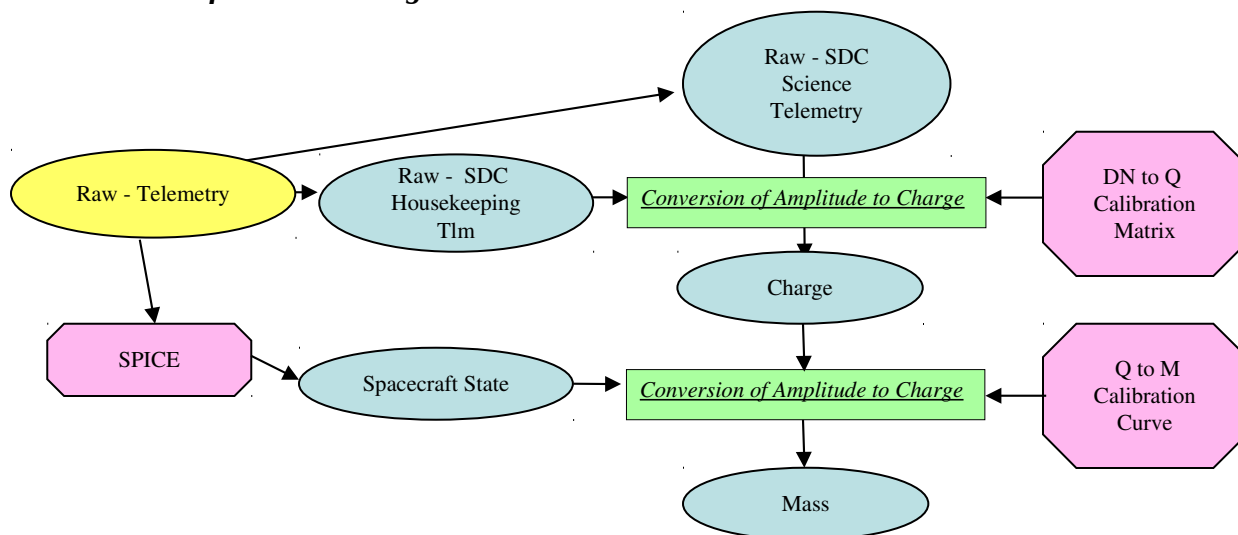 Raw - SDC
Science
Telemetry
Raw - Telemetry
Raw - SDC
Housekeeping
Tlm
Conversion of Amplitude to Charge
DN to Q
Calibration
Matrix
Charge
SPICE
Spacecraft State
Conversion of Amplitude to Charge
Q to M
Calibration
Curve
Mass